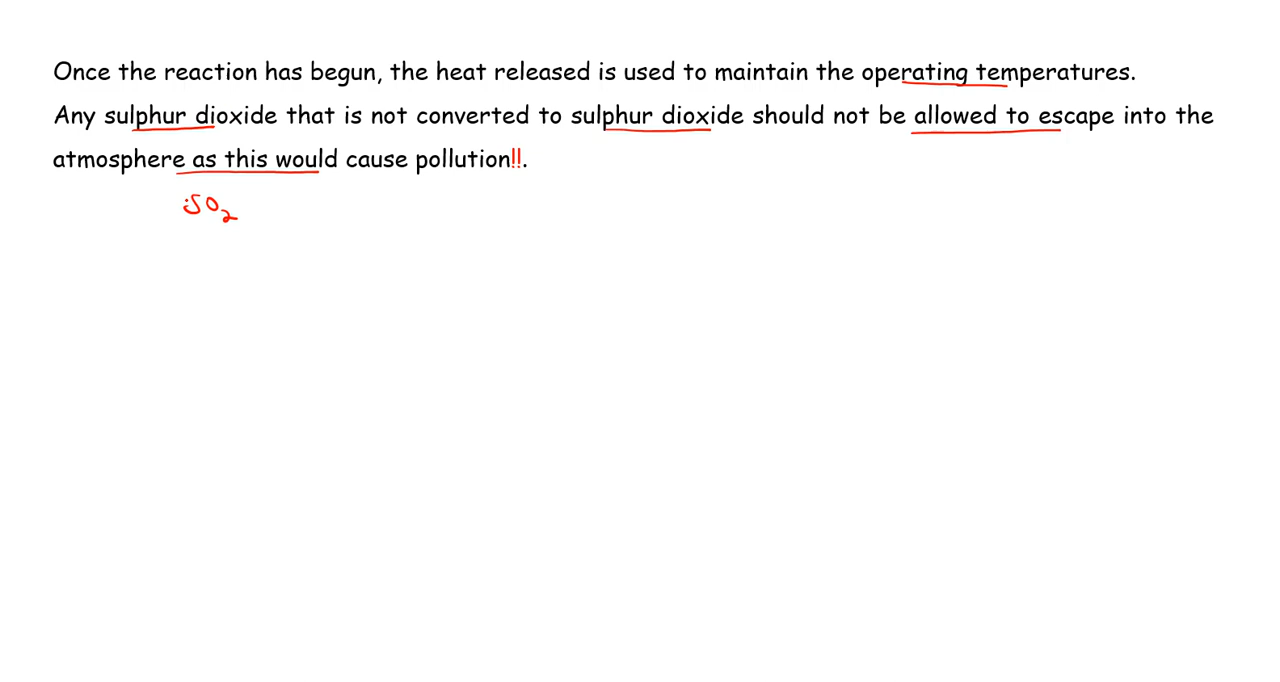 Once the reaction has begun, the heat released is used to maintain the operating temperatures.
Any sulphur dioxide that is not converted to sulphur dioxide should not be allowed to escape into the
atmosphere as this would cause pollution!!.
SO₂